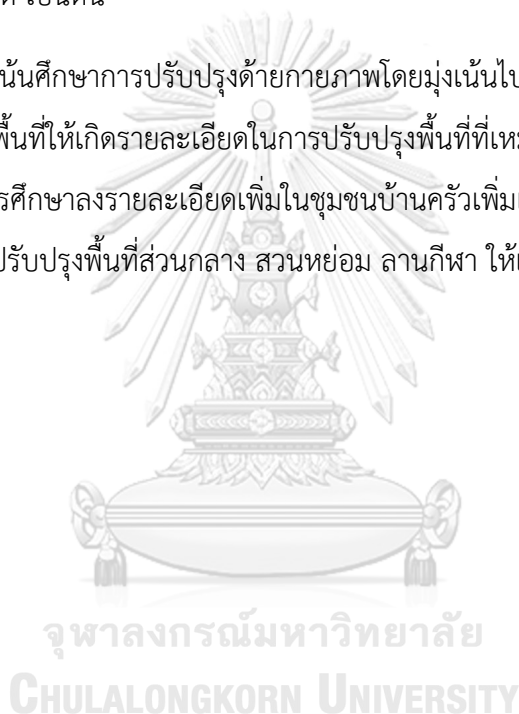 เป็นต้น
น้นศึกษาการปรับปรุงด้ายกายภาพโดยมุ่งเน้นไป
พื้นที่ให้เกิดรายละเอียดในการปรับปรุงพื้นที่ที่เหม
รศึกษาลงรายละเอียดเพิ่มในชุมชนบ้านครัวเพิ่ม
ปรับปรุงพื้นที่ส่วนกลาง สวนหย่อม ลานกีฬา ให้
จุฬาลงกรณ์มหาวิทยาลัย
CHULALONGKORN UNIVERSITY